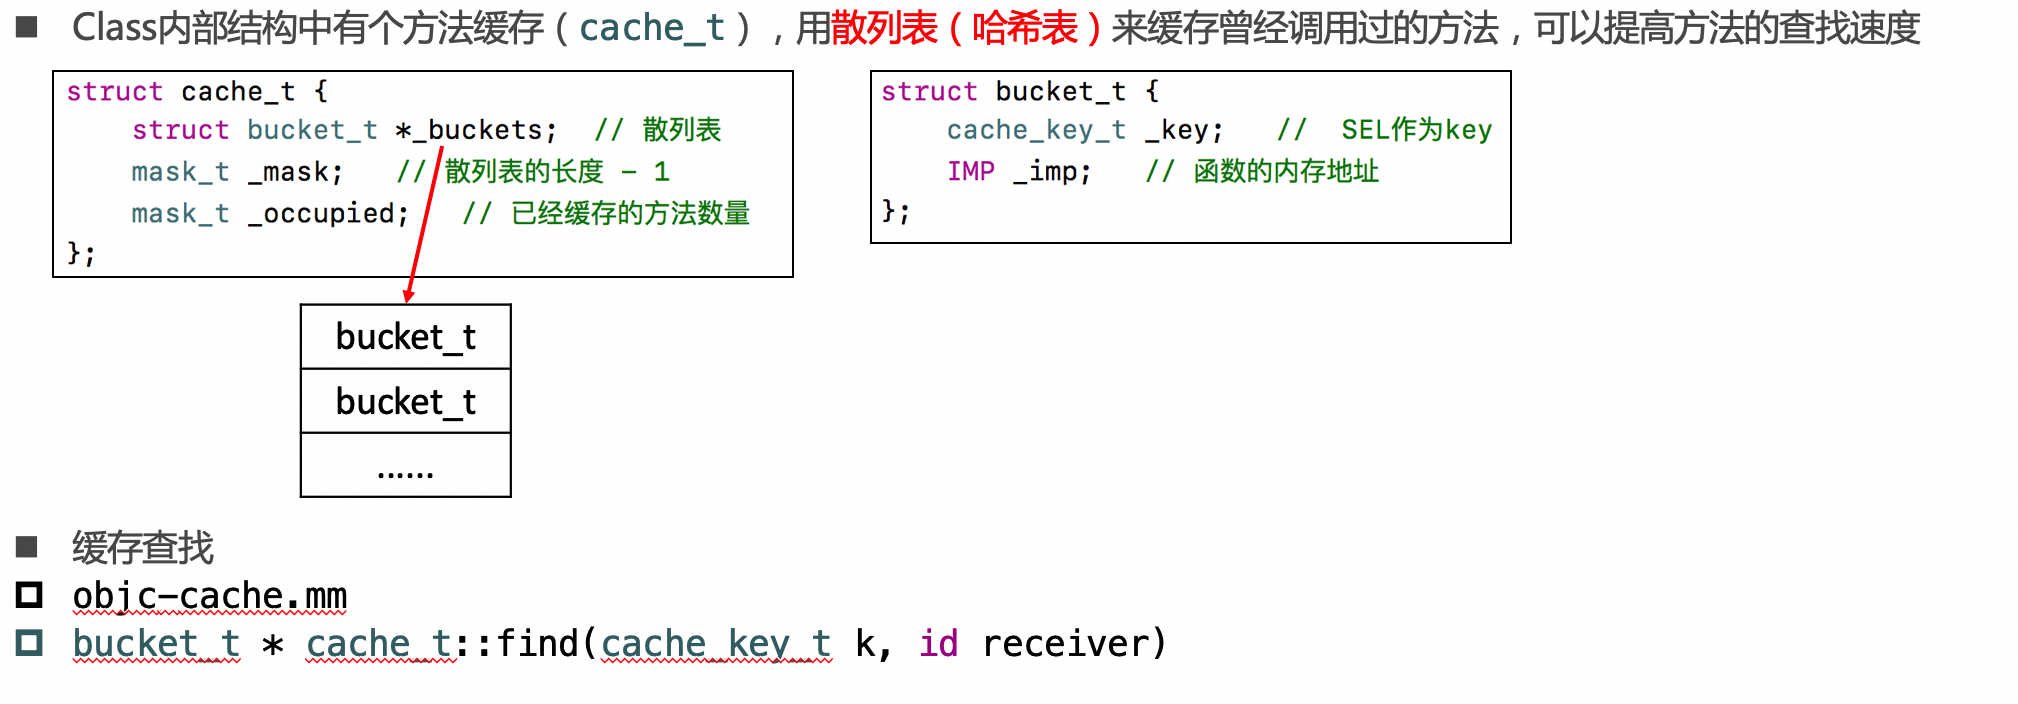 Class内部结构中有个方法缓存（cache_t），用散列表（哈希表）来缓存曾经调用过的方法，可以提高方法的查找速度
struct cache_t {
struct bucket_t *_buckets; // 散列表
mask_t _mask; // 散列表的长度 - 1
mask_t _occupied; // 已经缓存的方法数量
};
struct bucket_t {
cache_key_t _key; // SEL作为key
IMP _imp; // 函数的内存地址
};
bucket_t
bucket_t
......
缓存查找
objc-cache.mm
bucket_t * cache_t::find(cache_key_t k, id receiver)